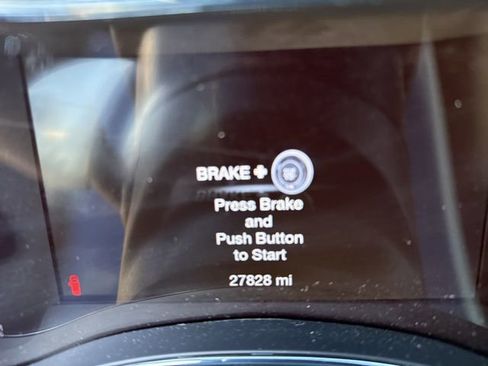 BRAKE +
Press Brake
and
Push Button
to Start
27828 mi